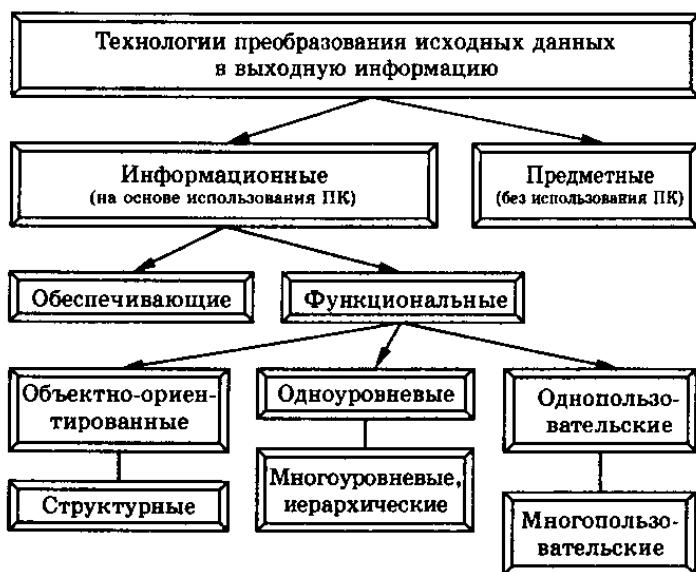 Технологии преобразования исходных данных
в выходную информацию
Информационные
(на основе использования ПК)
Предметные
(без использования ПК)
Обеспечивающие
Функциональные
Объектно-ориен-
тированные
Одноуровневые
Однопользо-
вательские
Структурные
Многоуровневые,
иерархические
Многопользо-
вательские